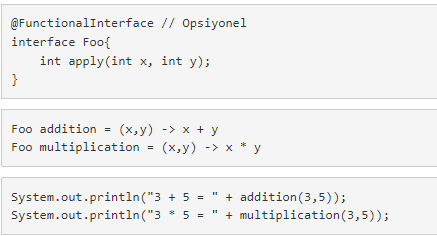 @FunctionalInterface // Opsiyonel
interface Foo{
    int apply(int x, int y);
}
Foo addition = (x,y) -> x + y
Foo multiplication = (x,y) -> x * y
System.out.println("3 + 5 = " + addition(3,5));
System.out.println("3 * 5 = " + multiplication(3,5));